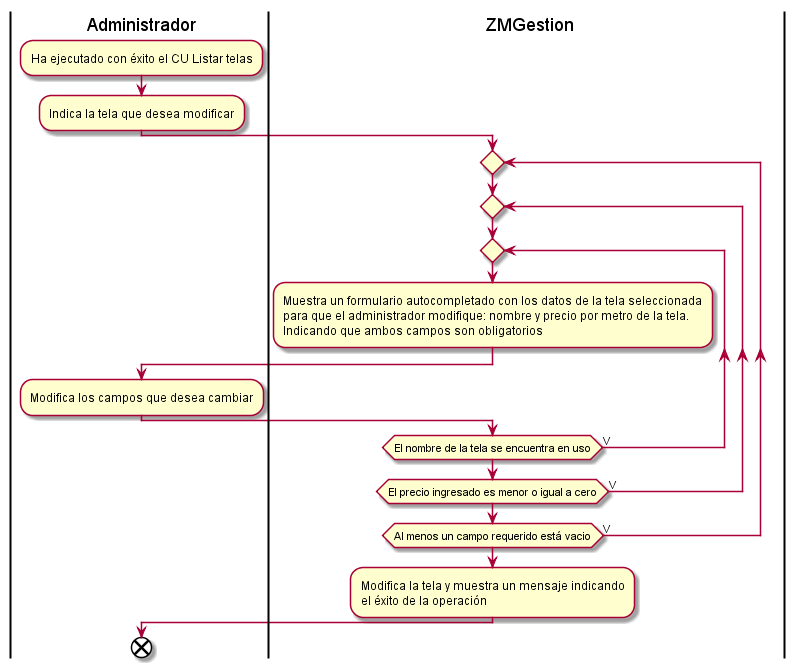 Administrador
ZMGestion
Ha ejecutado con éxito el CU Listar telas
Indica la tela que desea modificar
Muestra un formulario autocompletado con los datos de la tela seleccionada
para que el administrador modifique: nombre y precio por metro de la tela.
Indicando que ambos campos son obligatorios
Modifica los campos que desea cambiar
El nombre de la tela se encuentra en uso
V
El precio ingresado es menor o igual a cero
V
Al menos un campo requerido está vacio
V
Modifica la tela y muestra un mensaje indicando
el éxito de la operación